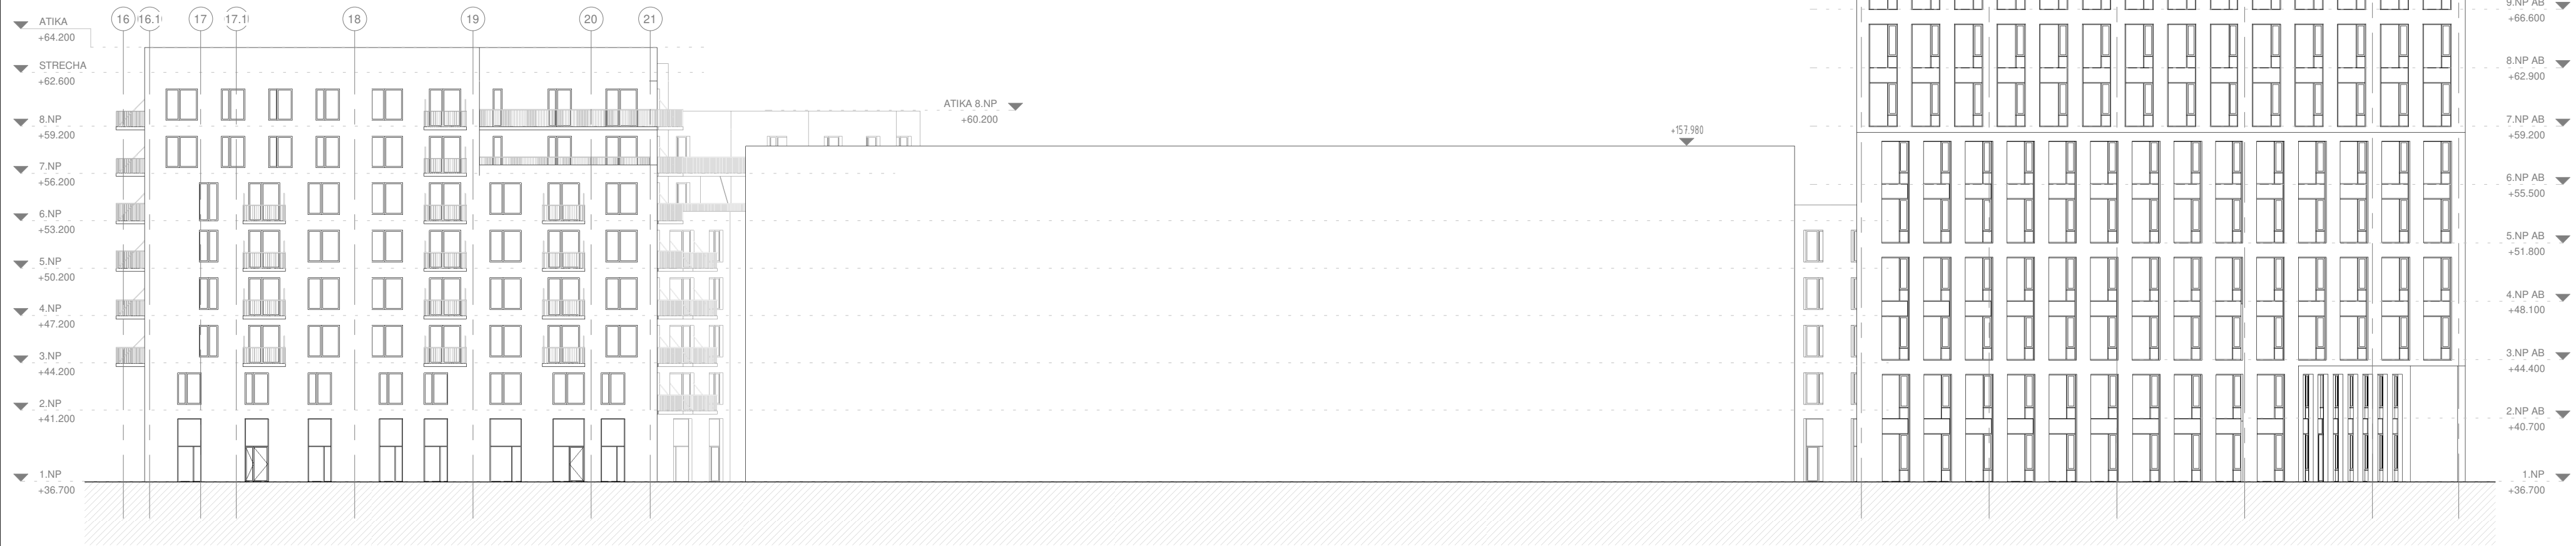 16
16.1
17
17.1
18
19
20
21
ATIKA
+64.200
STRECHA
+62.600
8.NP
+59.200
7.NP
+56.200
6.NP
+53.200
5.NP
+50.200
4.NP
+47.200
3.NP
+44.200
2.NP
+41.200
1.NP
+36.700
ATIKA 8.NP
+60.200
+157.980
9.NP AB
+66.600
8.NP AB
+62.900
7.NP AB
+59.200
6.NP AB
+55.500
5.NP AB
+51.800
4.NP AB
+48.100
3.NP AB
+44.400
2.NP AB
+40.700
1.NP
+36.700